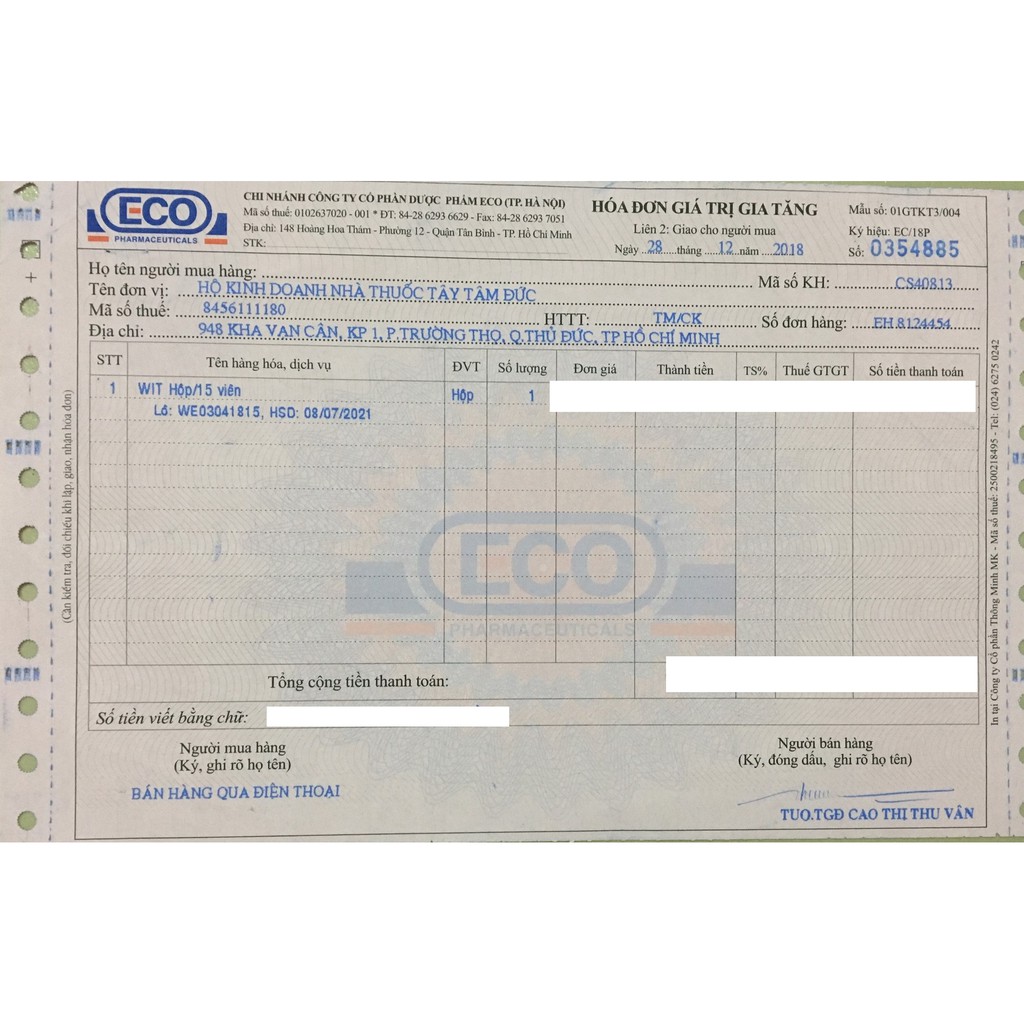 ECO
PHARMACEUTICALS
CHI NHÁNH CÔNG TY CỔ PHẦN DƯỢC PHẨM ECO (TP. HÀ NỘI)
Mã số thuế: 0102637020 - 001 * ĐT: 84-28 6293 6629 - Fax: 84-28 6293 7051
Địa chỉ: 148 Hoàng Hoa Thám - Phường 12 - Quận Tân Bình - TP. Hồ Chí Minh
STK:
HÓA ĐƠN GIÁ TRỊ GIA TĂNG
Liên 2: Giao cho người mua
Ngày 28 tháng 12 năm 2018
Mẫu số: 01GTKT3/004
Ký hiệu: EC/18P
Số: 0354885
Họ tên người mua hàng:
Mã số KH: CS40813
Tên đơn vị: HỘ KINH DOANH NHÀ THUỐC TÂY TÂM ĐỨC
Mã số thuế: 8456111180
HTTT: TM/CK
Số đơn hàng: EH.8124454
Địa chỉ: 948 KHA VẠN CÂN, KP 1, P.TRƯỜNG THỌ, Q.THỦ ĐỨC, TP HỒ CHÍ MINH
STT Tên hàng hóa, dịch vụ ĐVT Số lượng Đơn giá Thành tiền TS% Thuế GTGT Số tiền thanh toán
1 WIT Hộp/15 viên Hộp 1
Lô: WE03041815, HSD: 08/07/2021
ECO
PHARMACEUTICALS
Tổng cộng tiền thanh toán:
Số tiền viết bằng chữ:
Người mua hàng
(Ký, ghi rõ họ tên)
BÁN HÀNG QUA ĐIỆN THOẠI
Người bán hàng
(Ký, đóng dấu, ghi rõ họ tên)
TUQ.TGĐ CAO THỊ THU VÂN
(Cần kiểm tra, đối chiếu khi lập, giao, nhận hóa đơn)
In tại Công ty Cổ phần Thông Minh MK - Mã số thuế: 2500218495 - Tel: (024) 6275 0242